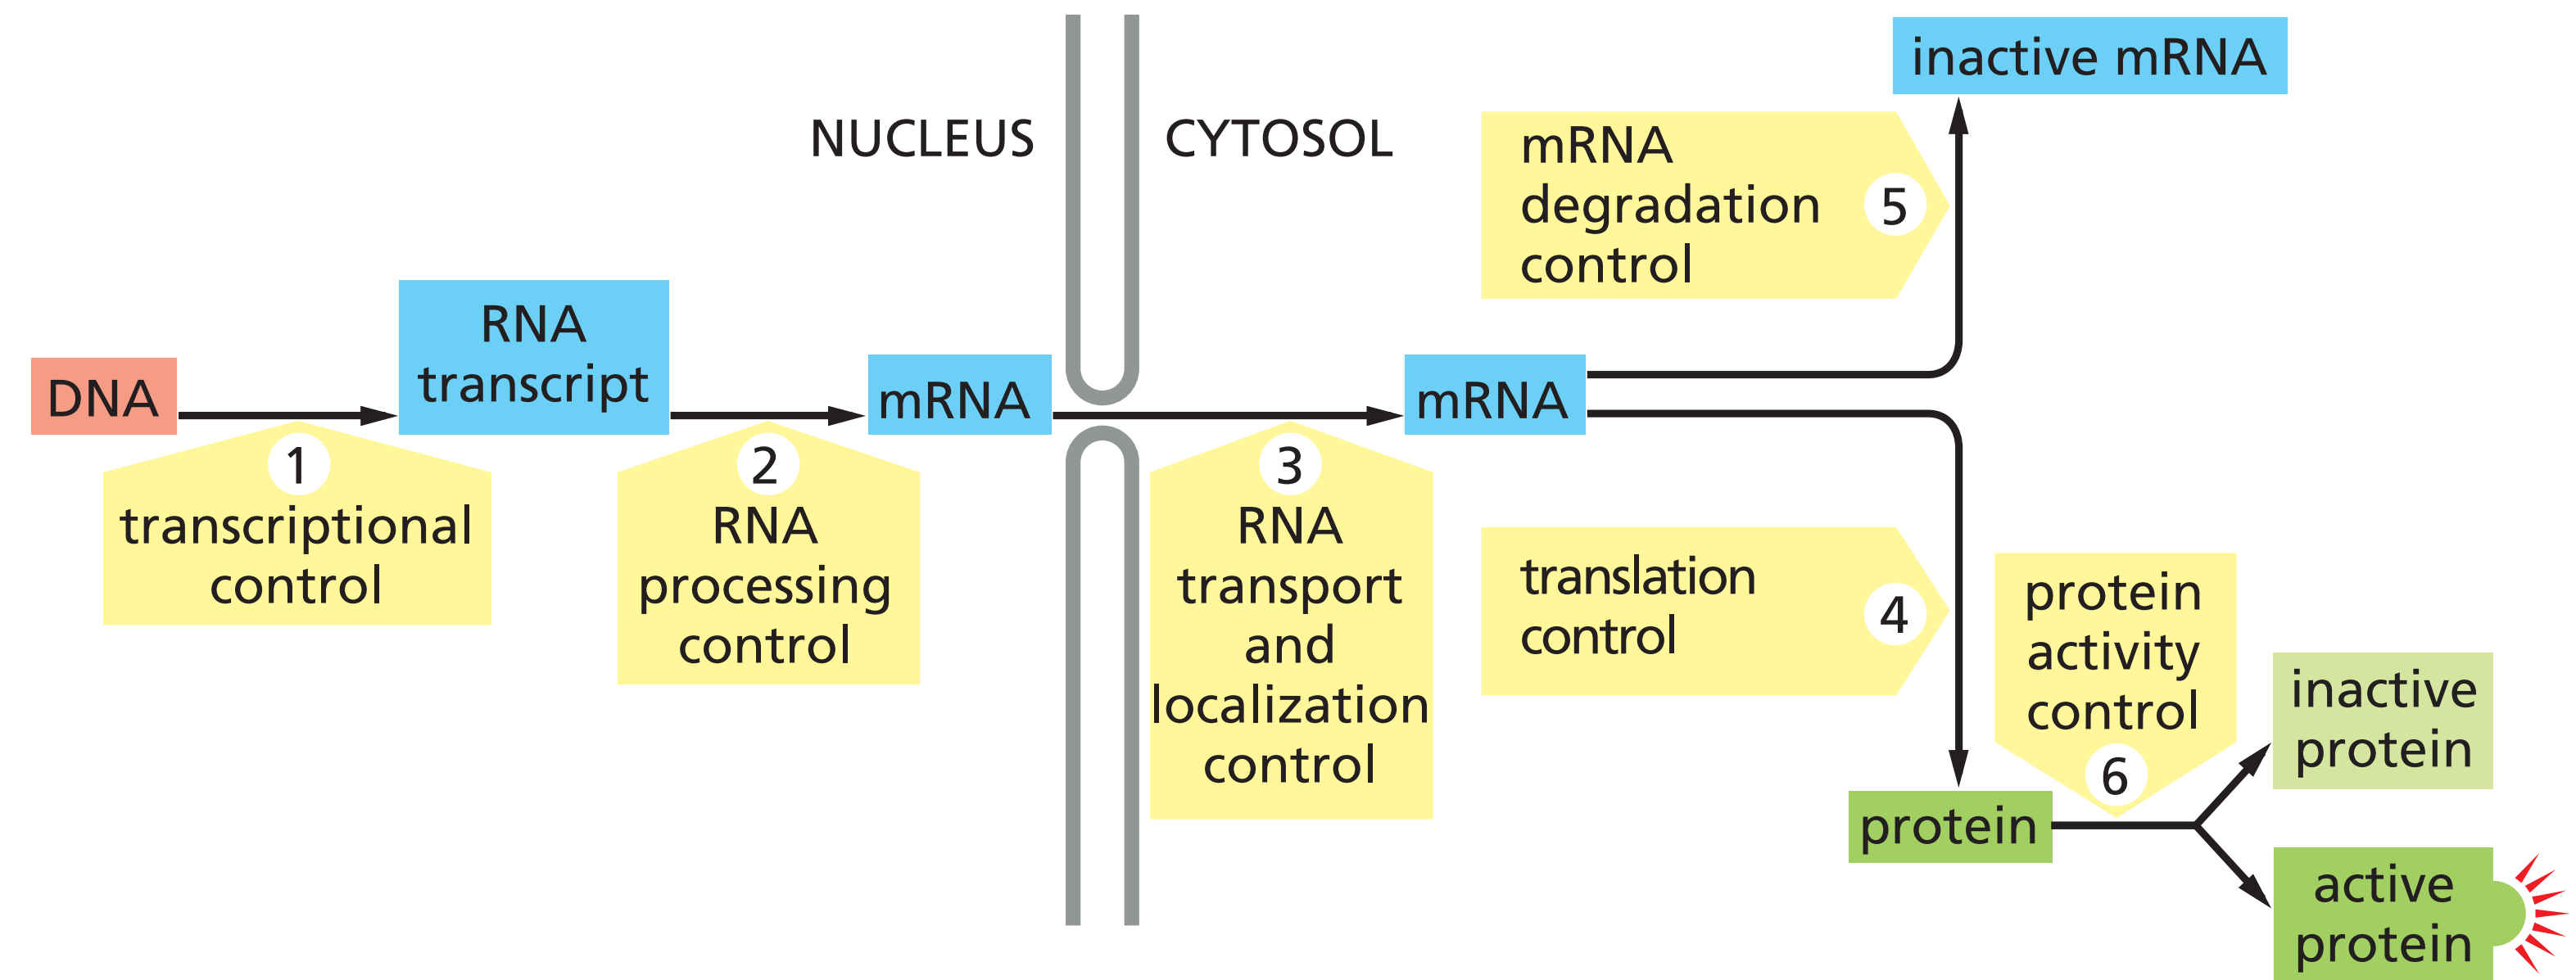 NUCLEUS
CYTOSOL
DNA
1
transcriptional
control
RNA
transcript
2
RNA
processing
control
mRNA
3
RNA
transport
and
localization
control
mRNA
mRNA
degradation
control
5
inactive mRNA
translation
control
4
protein
protein
activity
control
6
inactive
protein
active
protein